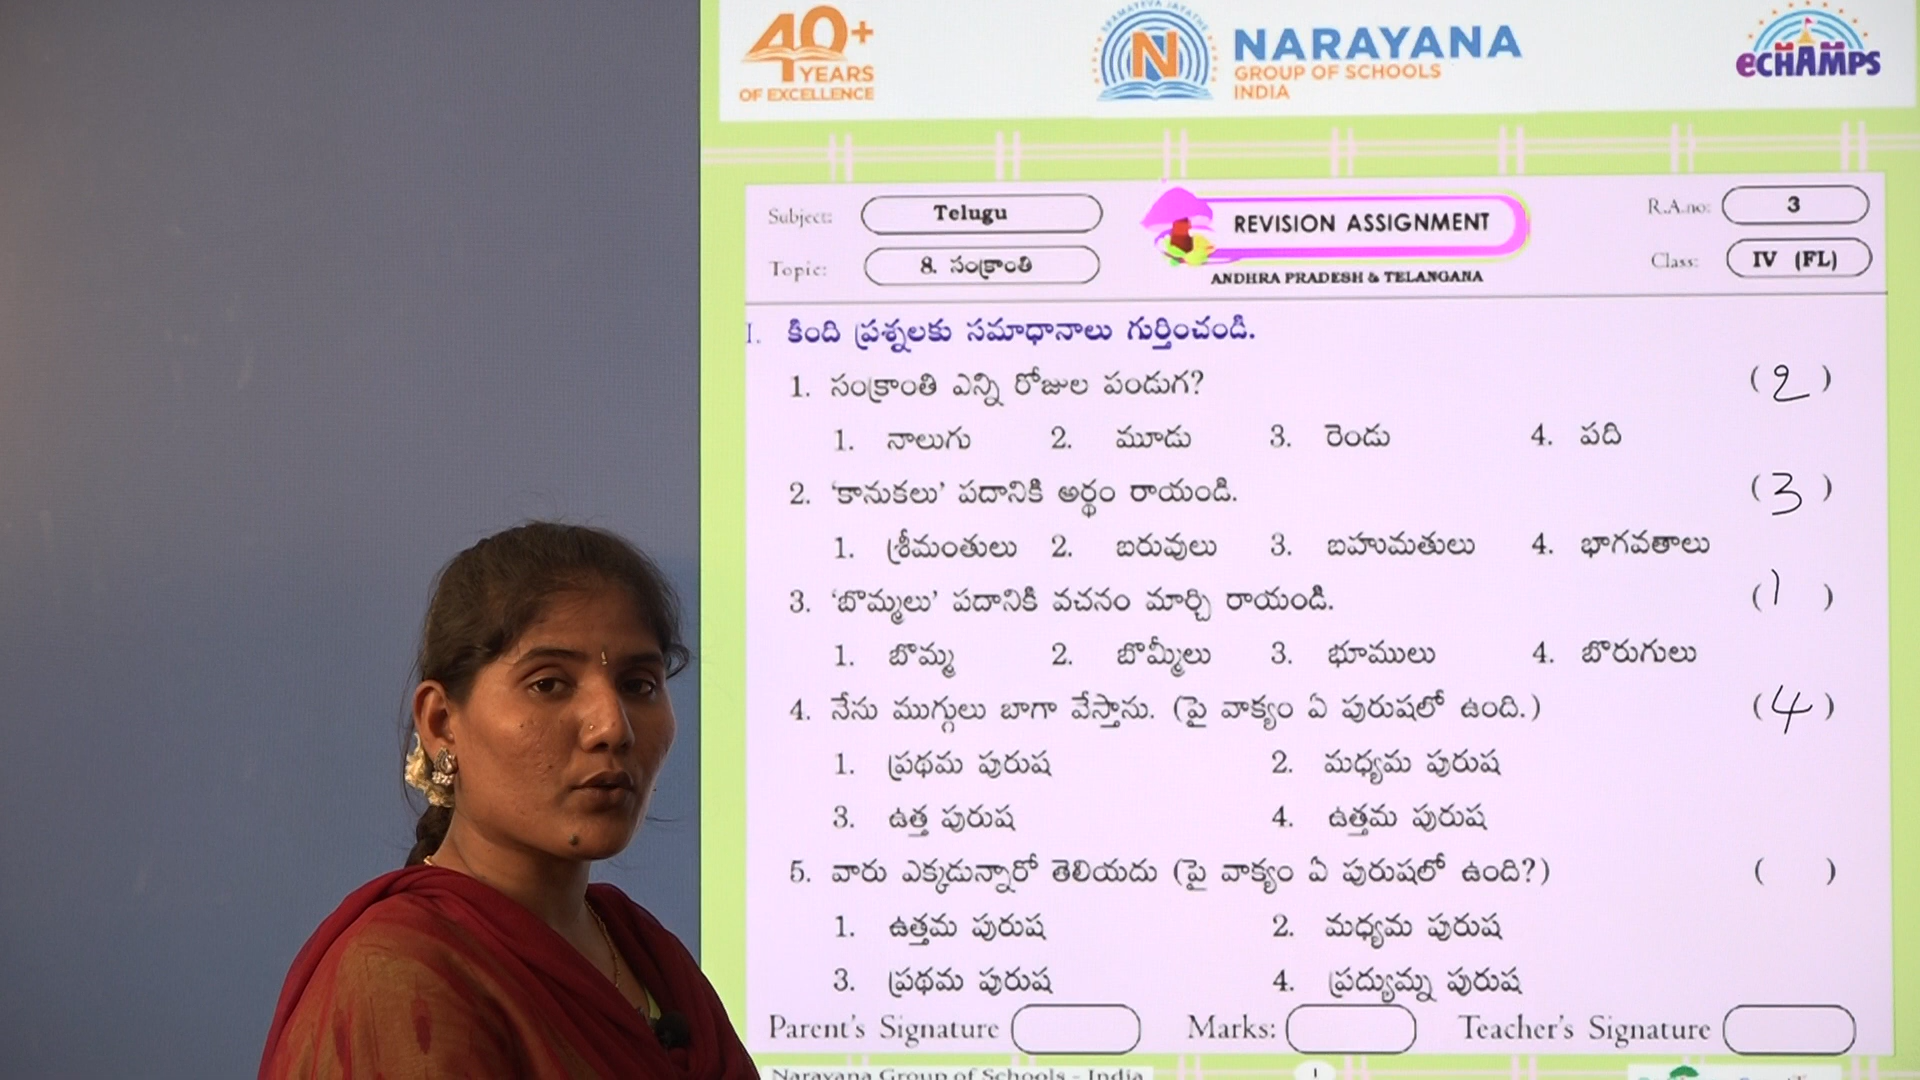 40+
YEARS
OF EXCELLENCE
SRAMAYEVA JAYATHE
N
NARAYANA
GROUP OF SCHOOLS
INDIA
eCHAMPS
Subject: Telugu
REVISION ASSIGNMENT
R.A.no: 3
Topic: 8. సంక్రాంతి
ANDHRA PRADESH & TELANGANA
Class: IV (FL)
I. కింది ప్రశ్నలకు సమాధానాలు గుర్తించండి.
1. సంక్రాంతి ఎన్ని రోజుల పండుగ? (2)
1. నాలుగు 2. మూడు 3. రెండు 4. పది
2. ‘కానుకలు’ పదానికి అర్థం రాయండి. (3)
1. శ్రీమంతులు 2. బరువులు 3. బహుమతులు 4. భాగవతాలు
3. ‘బొమ్మలు’ పదానికి వచనం మార్చి రాయండి. (1)
1. బొమ్మ 2. బొమ్మీలు 3. భూములు 4. బొరుగులు
4. నేను ముగ్గులు బాగా వేస్తాను. (పై వాక్యం ఏ పురుషలో ఉంది.) (4)
1. ప్రథమ పురుష 2. మధ్యమ పురుష
3. ఉత్త పురుష 4. ఉత్తమ పురుష
5. వారు ఎక్కడున్నారో తెలియదు (పై వాక్యం ఏ పురుషలో ఉంది?) ( )
1. ఉత్తమ పురుష 2. మధ్యమ పురుష
3. ప్రథమ పురుష 4. ప్రద్యుమ్న పురుష
Parent's Signature Marks: Teacher's Signature
Narayana Group of Schools - India 1